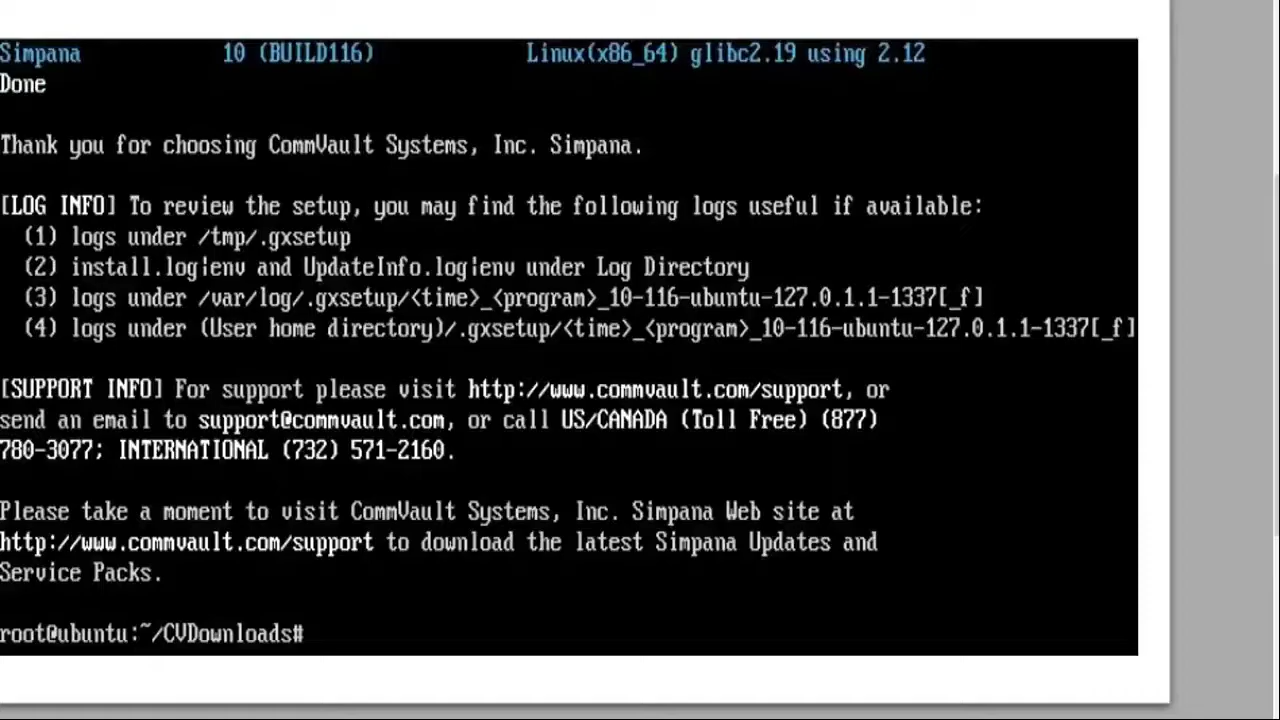 Simpana 10 (BUILD116) Linux(x86_64) glibc2.19 using 2.12
Done
Thank you for choosing CommVault Systems, Inc. Simpana.
[LOG INFO] To review the setup, you may find the following logs useful if available:
(1) logs under /tmp/.gxsetup
(2) install.log|env and UpdateInfo.log|env under Log Directory
(3) logs under /var/log/.gxsetup/<time>_<program>_10-116-ubuntu-127.0.1.1-1337[_f]
(4) logs under (User home directory)/.gxsetup/<time>_<program>_10-116-ubuntu-127.0.1.1-1337[_f]
[SUPPORT INFO] For support please visit http://www.commvault.com/support, or
send an email to support@commvault.com, or call US/CANADA (Toll Free) (877)
780-3077; INTERNATIONAL (732) 571-2160.
Please take a moment to visit CommVault Systems, Inc. Simpana Web site at
http://www.commvault.com/support to download the latest Simpana Updates and
Service Packs.
root@ubuntu:~/CVDownloads#